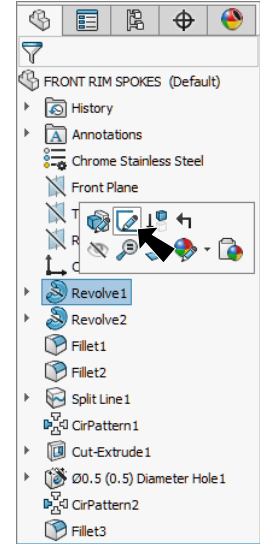 FRONT RIM SPOKES (Default)
History
Annotations
Chrome Stainless Steel
Front Plane
T
R
Revolve1
Revolve2
Fillet1
Fillet2
Split Line1
CirPattern1
Cut-Extrude1
Ø0.5 (0.5) Diameter Hole1
CirPattern2
Fillet3